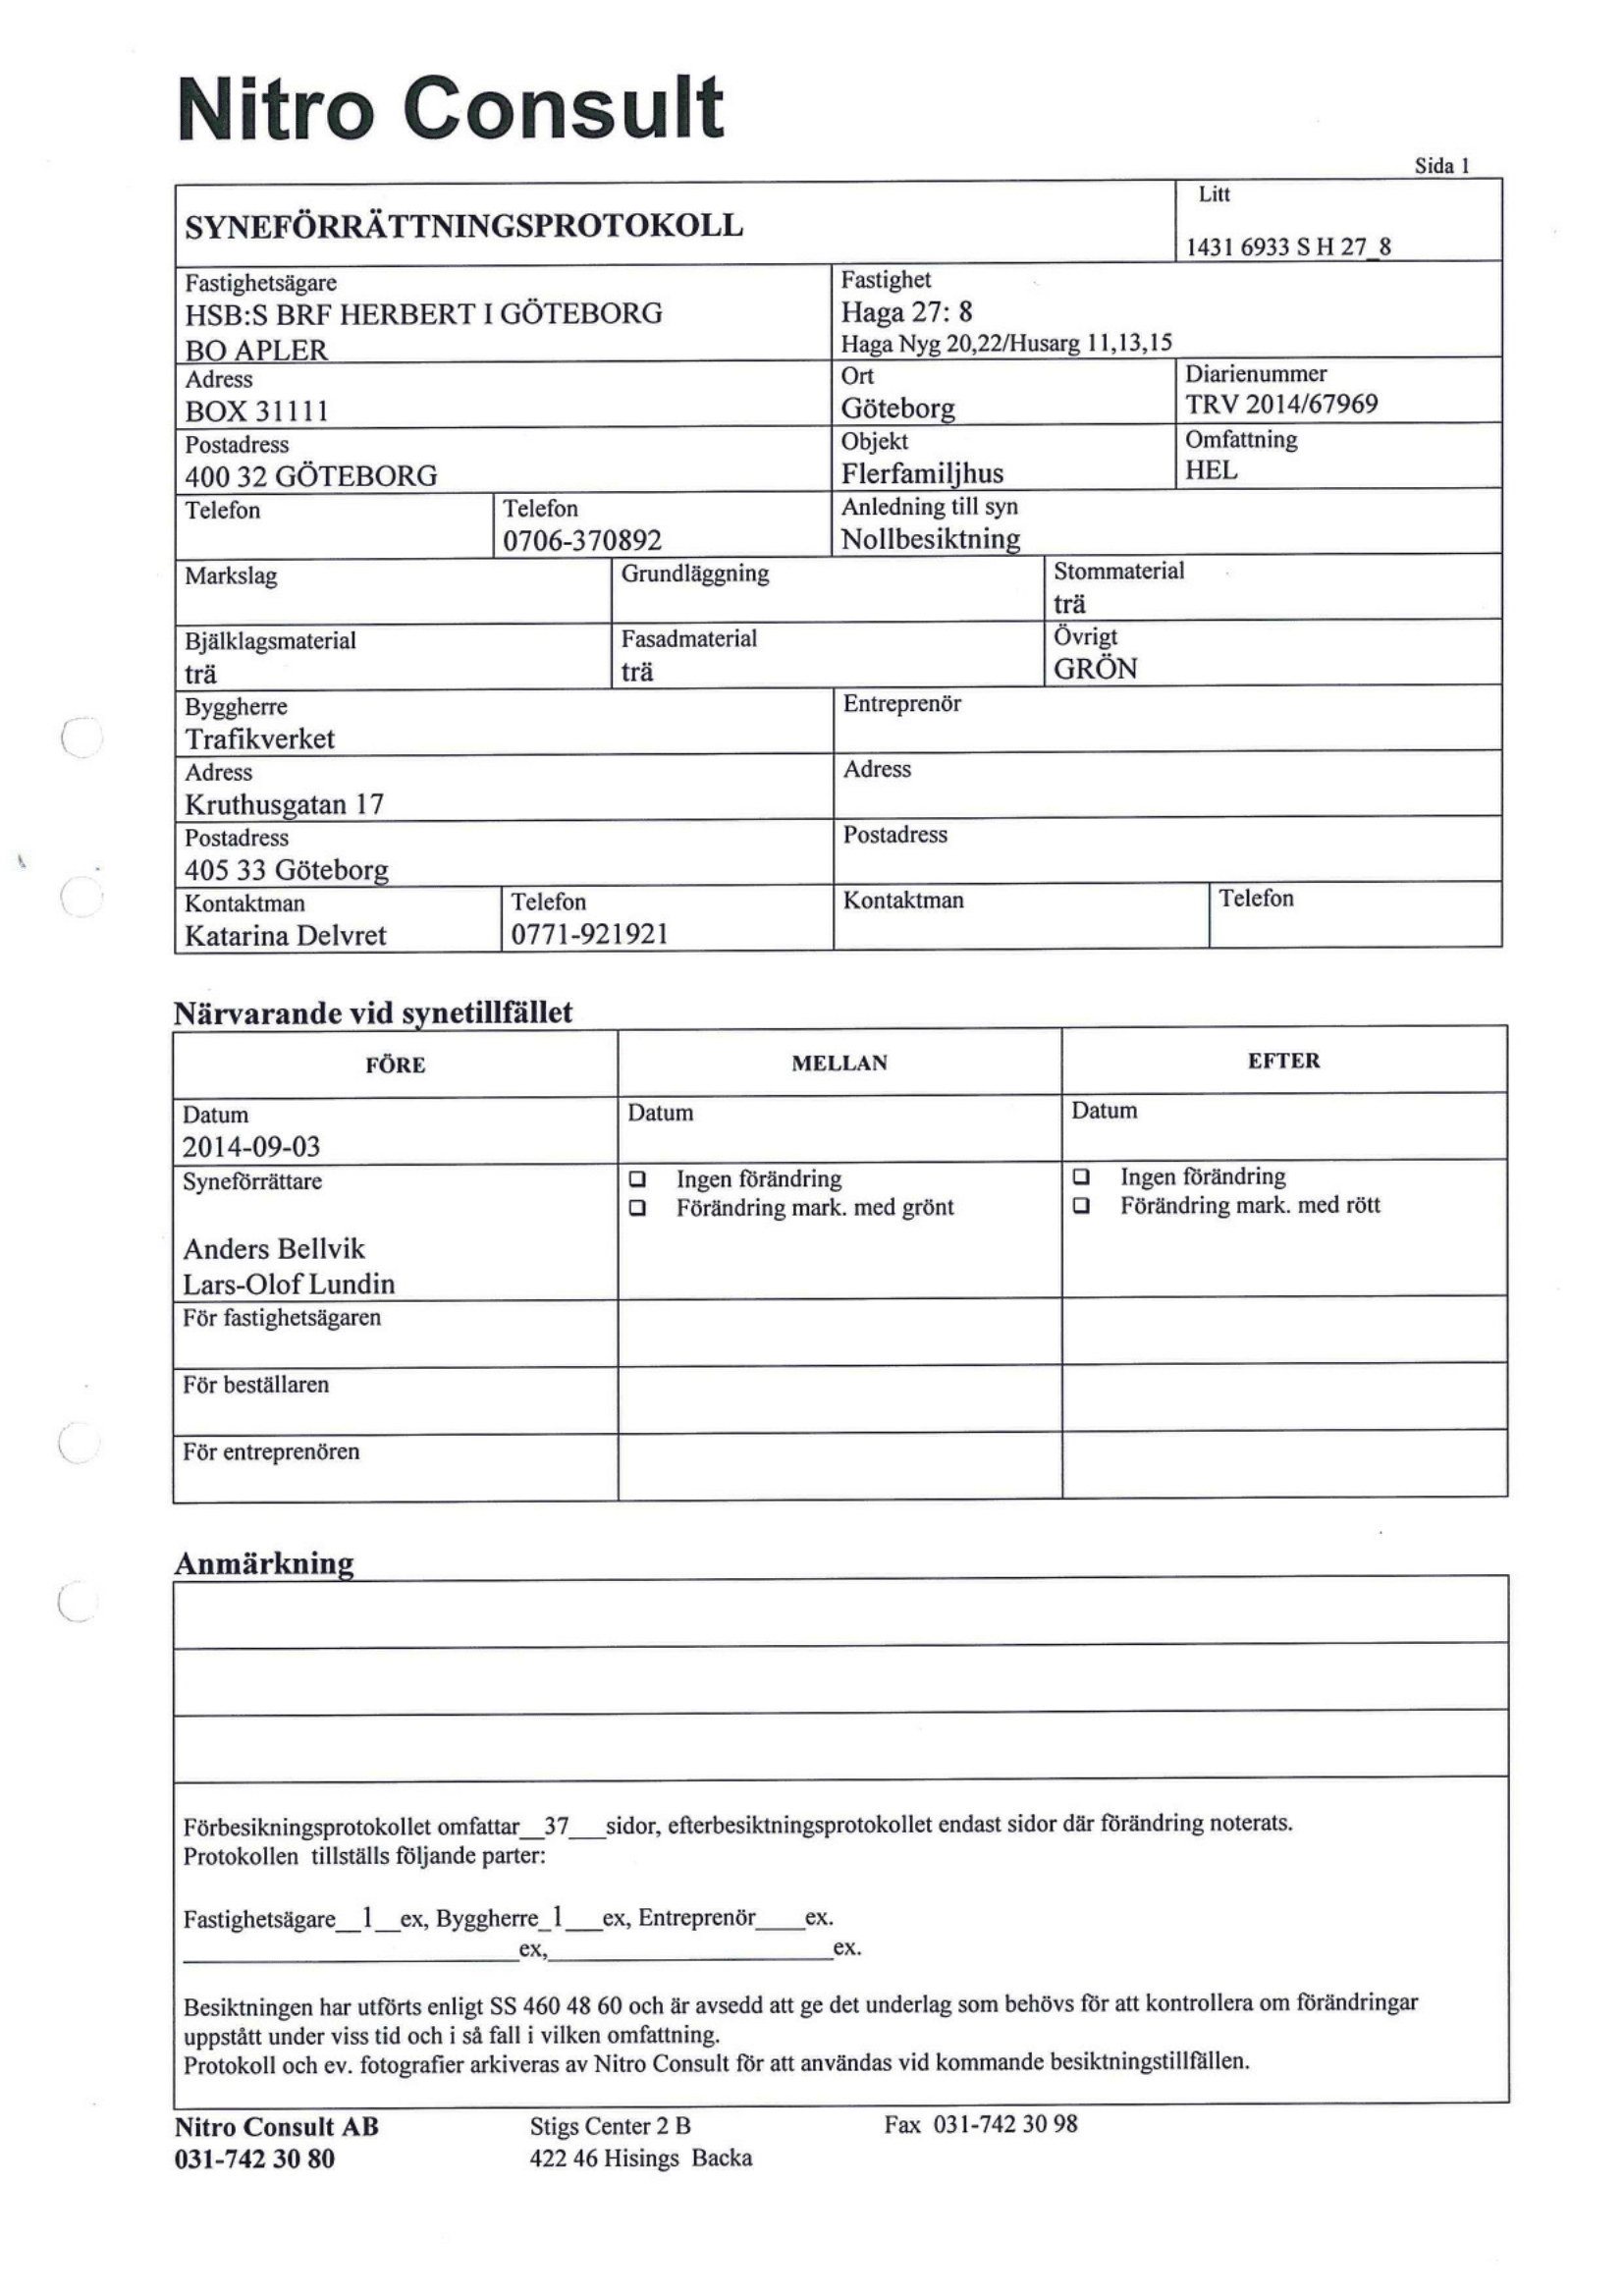 Nitro Consult
Sida 1
SYNEFÖRRÄTTNINGSPROTOKOLL
Litt
1431 6933 S H 27_8
Fastighetsägare
HSB:S BRF HERBERT I GÖTEBORG
BO APLER
Fastighet
Haga 27: 8
Haga Nyg 20,22/Husarg 11,13,15
Adress
BOX 31111
Ort
Göteborg
Diarienummer
TRV 2014/67969
Postadress
400 32 GÖTEBORG
Objekt
Flerfamiljhus
Omfattning
HEL
Telefon
Telefon
0706-370892
Anledning till syn
Nollbesiktning
Markslag
Grundläggning
Stommaterial
trä
Bjälklagsmaterial
trä
Fasadmaterial
trä
Övrigt
GRÖN
Byggherre
Trafikverket
Entreprenör
Adress
Kruthusgatan 17
Adress
Postadress
405 33 Göteborg
Postadress
Kontaktman
Katarina Delvret
Telefon
0771-921921
Kontaktman
Telefon
Närvarande vid synetillfället
FÖRE
MELLAN
EFTER
Datum
2014-09-03
Datum
Datum
Syneförrättare
Anders Bellvik
Lars-Olof Lundin
☐ Ingen förändring
☐ Förändring mark. med grönt
☐ Ingen förändring
☐ Förändring mark. med rött
För fastighetsägaren
För beställaren
För entreprenören
Anmärkning
Förbesikningsprotokollet omfattar__37___sidor, efterbesiktningsprotokollet endast sidor där förändring noterats.
Protokollen tillställs följande parter:
Fastighetsägare__1__ex, Byggherre_1___ex, Entreprenör____ex.
___________________________ex,_______________________ex.
Besiktningen har utförts enligt SS 460 48 60 och är avsedd att ge det underlag som behövs för att kontrollera om förändringar
uppstått under viss tid och i så fall i vilken omfattning.
Protokoll och ev. fotografier arkiveras av Nitro Consult för att användas vid kommande besiktningstillfällen.
Nitro Consult AB
031-742 30 80
Stigs Center 2 B
422 46 Hisings Backa
Fax 031-742 30 98